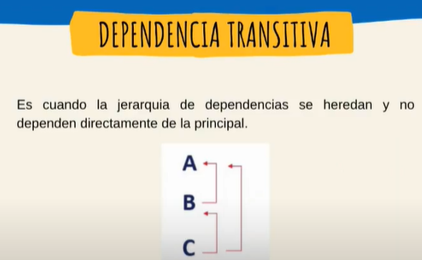 DEPENDENCIA TRANSITIVA
Es cuando la jerarquia de dependencias se heredan y no
dependen directamente de la principal.
A
B
C